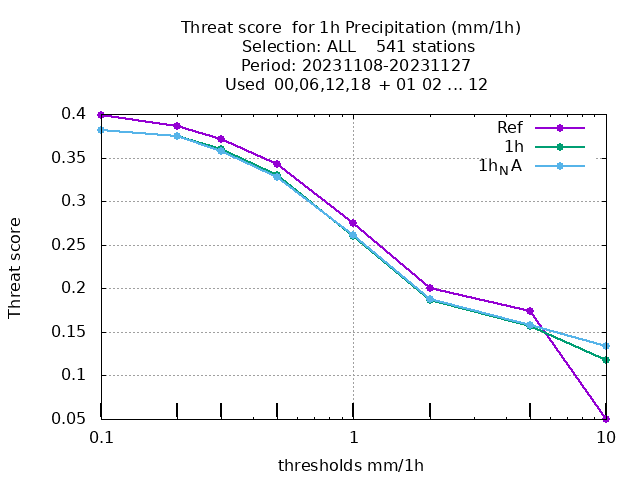 Threat score  for 1h Precipitation (mm/1h)
Selection: ALL    541 stations
Period: 20231108-20231127
Used  00,06,12,18  + 01 02 ... 12
Ref
1h
1h_NA
0.4
0.35
0.3
0.25
0.2
0.15
0.1
0.05
Threat score
0.1 1 10
thresholds mm/1h